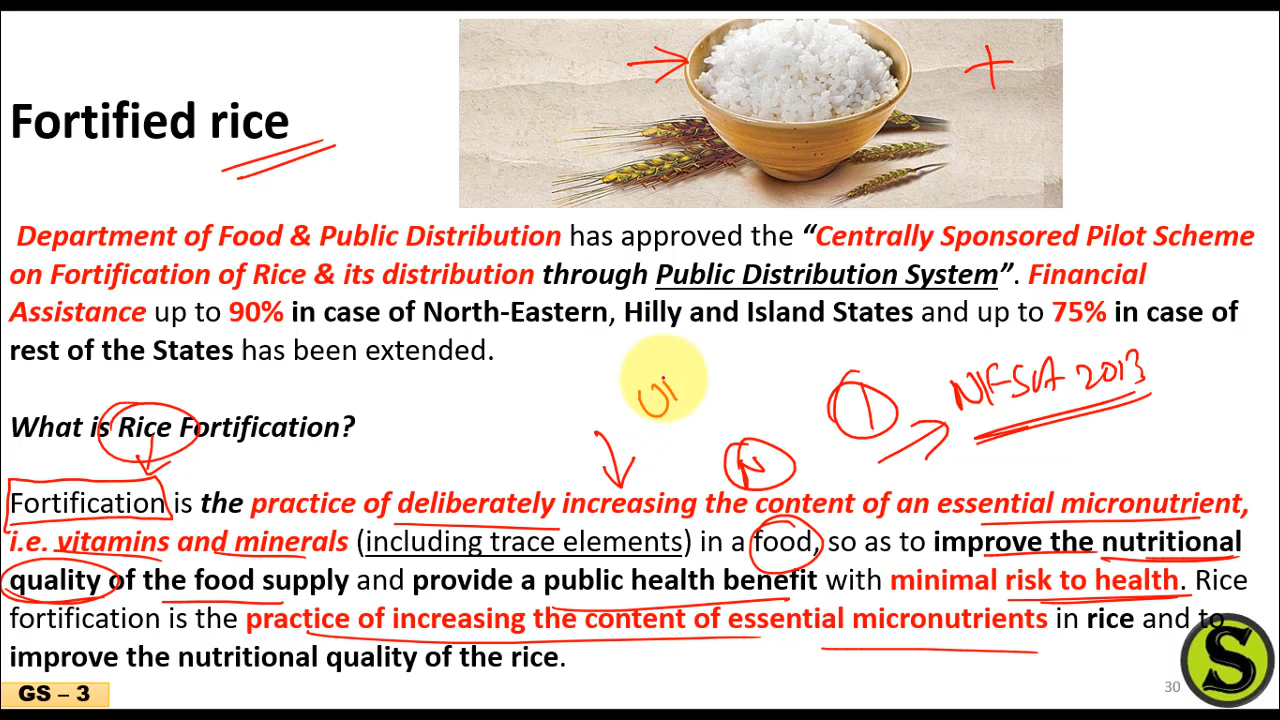 Fortified rice
Department of Food & Public Distribution has approved the “Centrally Sponsored Pilot Scheme
on Fortification of Rice & its distribution through Public Distribution System”. Financial
Assistance up to 90% in case of North-Eastern, Hilly and Island States and up to 75% in case of
rest of the States has been extended.
Vi
NFSA 2013
What is Rice Fortification?
N
Fortification is the practice of deliberately increasing the content of an essential micronutrient,
i.e. vitamins and minerals (including trace elements) in a food, so as to improve the nutritional
quality of the food supply and provide a public health benefit with minimal risk to health. Rice
fortification is the practice of increasing the content of essential micronutrients in rice and to
improve the nutritional quality of the rice.
S
GS – 3
30